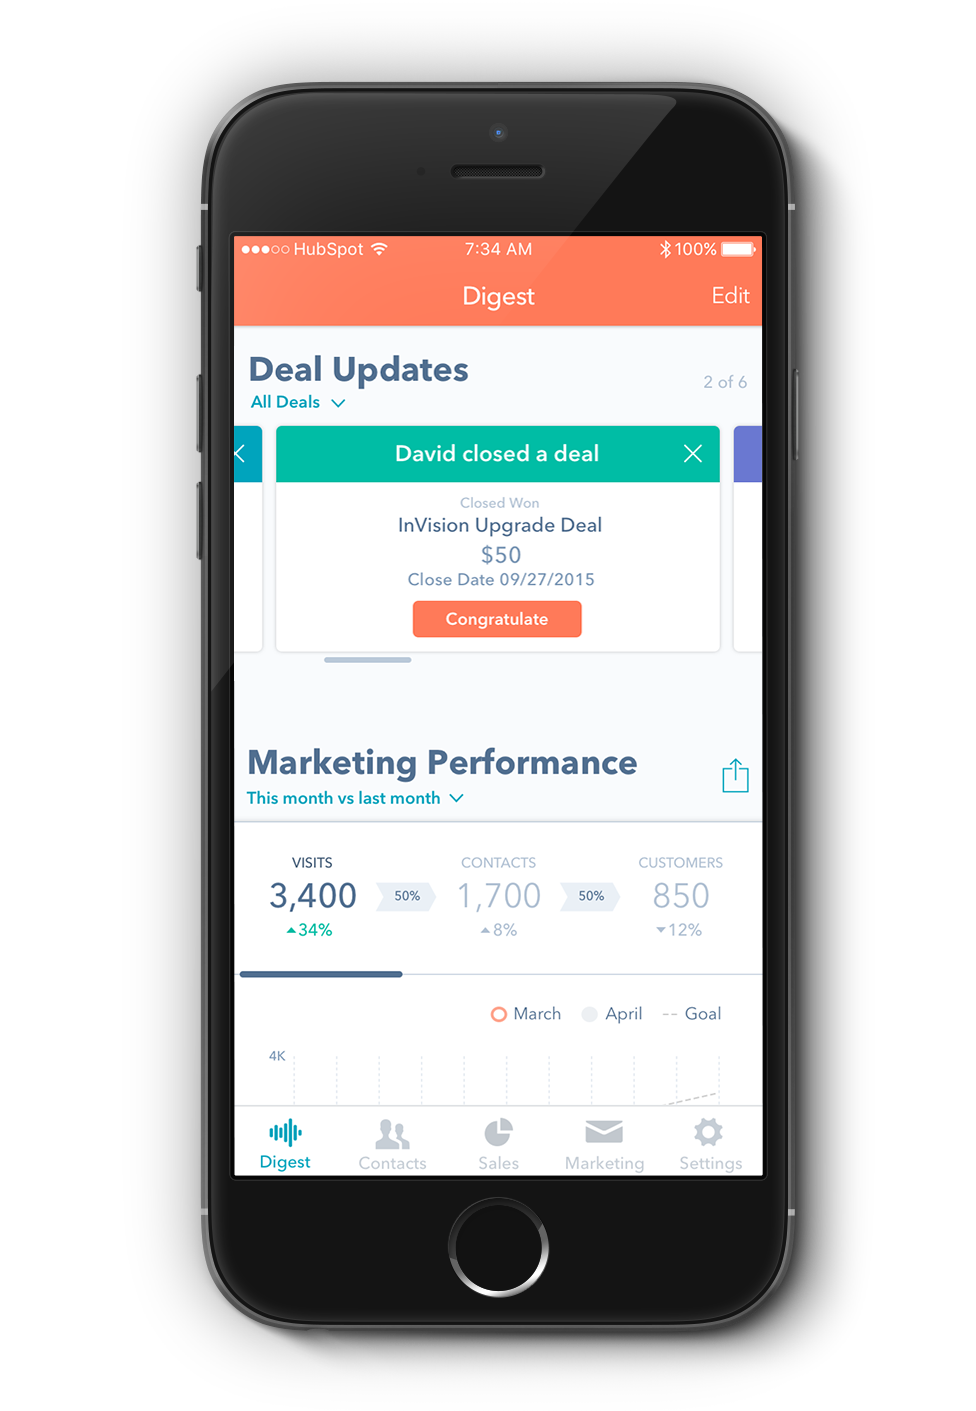 HubSpot 7:34 AM 100%
Digest Edit
Deal Updates
2 of 6
All Deals
David closed a deal
Closed Won
InVision Upgrade Deal
$50
Close Date 09/27/2015
Congratulate
Marketing Performance
This month vs last month
VISITS CONTACTS CUSTOMERS
3,400 50% 1,700 50% 850
34% 8% 12%
March April Goal
4K
Digest Contacts Sales Marketing Settings